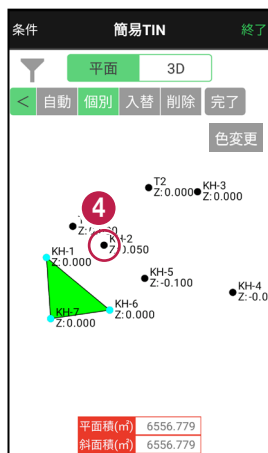 条件 簡易TIN 終了
平面 3D
< 自動 個別 入替 削除 完了
色変更
T2
Z:0.000
KH-3
Z:0.000
4
KH-2
KH-1
Z:0.000
KH-5
Z:-0.100
KH-4
KH-7
Z:0.000
KH-6
Z:0.000
平面積(㎡) 6556.779
斜面積(㎡) 6556.779